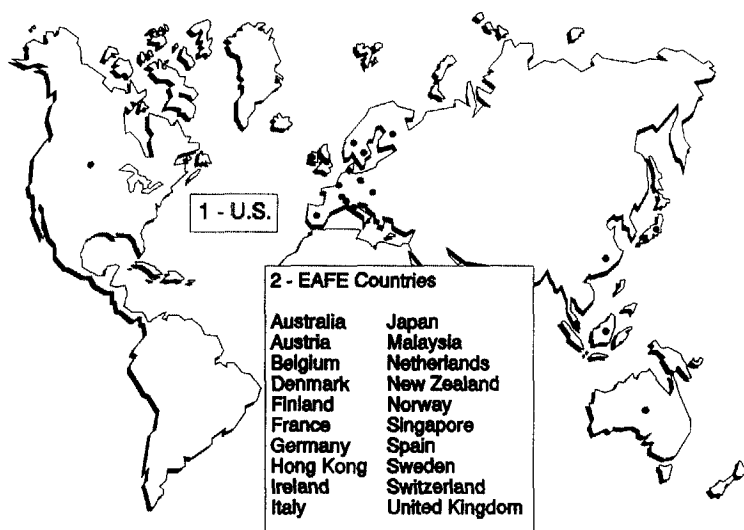 1 - U.S.
2 - EAFE Countries
Australia Japan
Austria Malaysia
Belgium Netherlands
Denmark New Zealand
Finland Norway
France Singapore
Germany Spain
Hong Kong Sweden
Ireland Switzerland
Italy United Kingdom